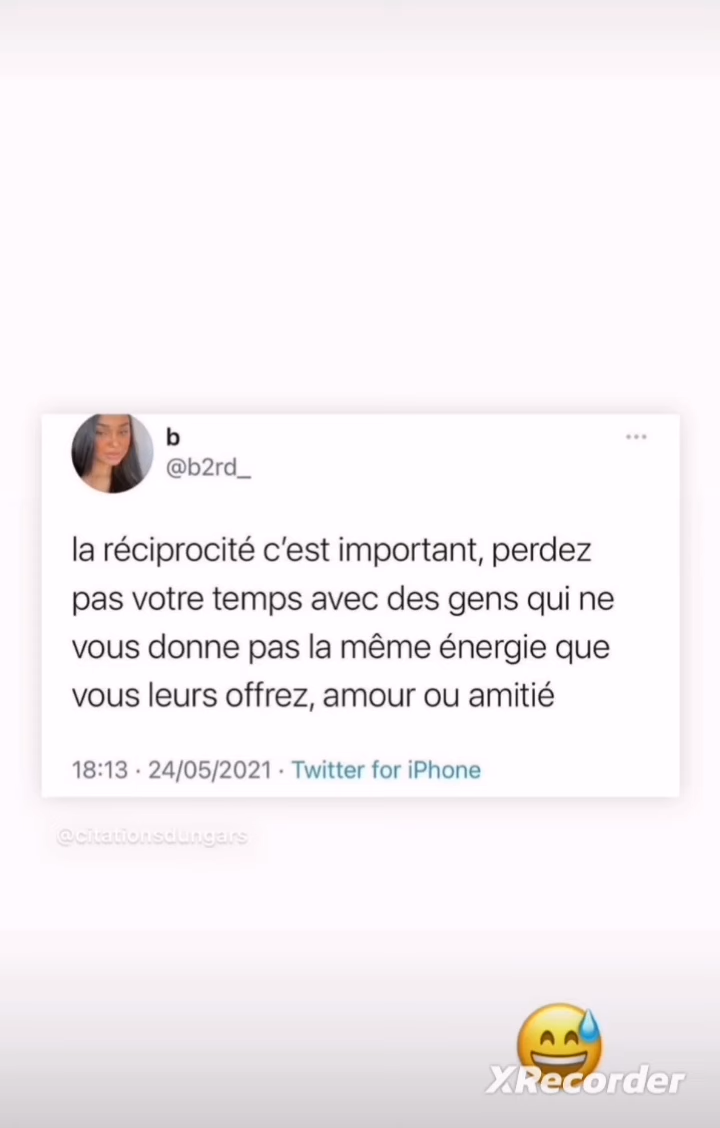 b
@b2rd_
la réciprocité c'est important, perdez
pas votre temps avec des gens qui ne
vous donne pas la même énergie que
vous leurs offrez, amour ou amitié
18:13 · 24/05/2021 · Twitter for iPhone
@citationsdungars
XRecorder